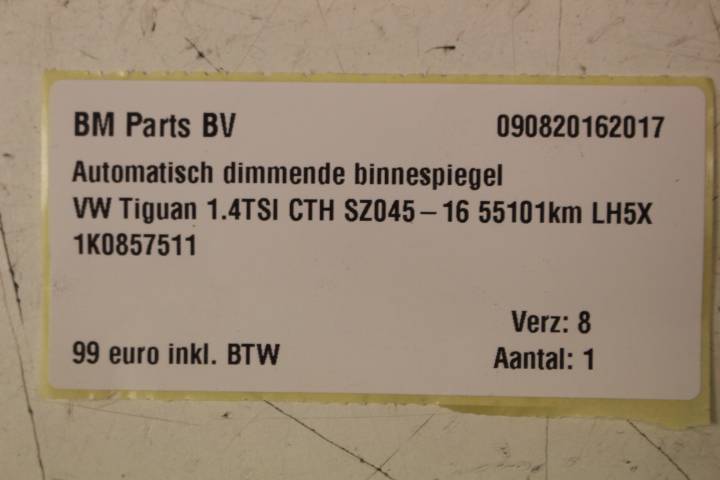 BM Parts BV 090820162017
Automatisch dimmende binnespiegel
VW Tiguan 1.4TSI CTH SZ045-16 55101km LH5X
1K0857511
Verz: 8
99 euro inkl. BTW Aantal: 1